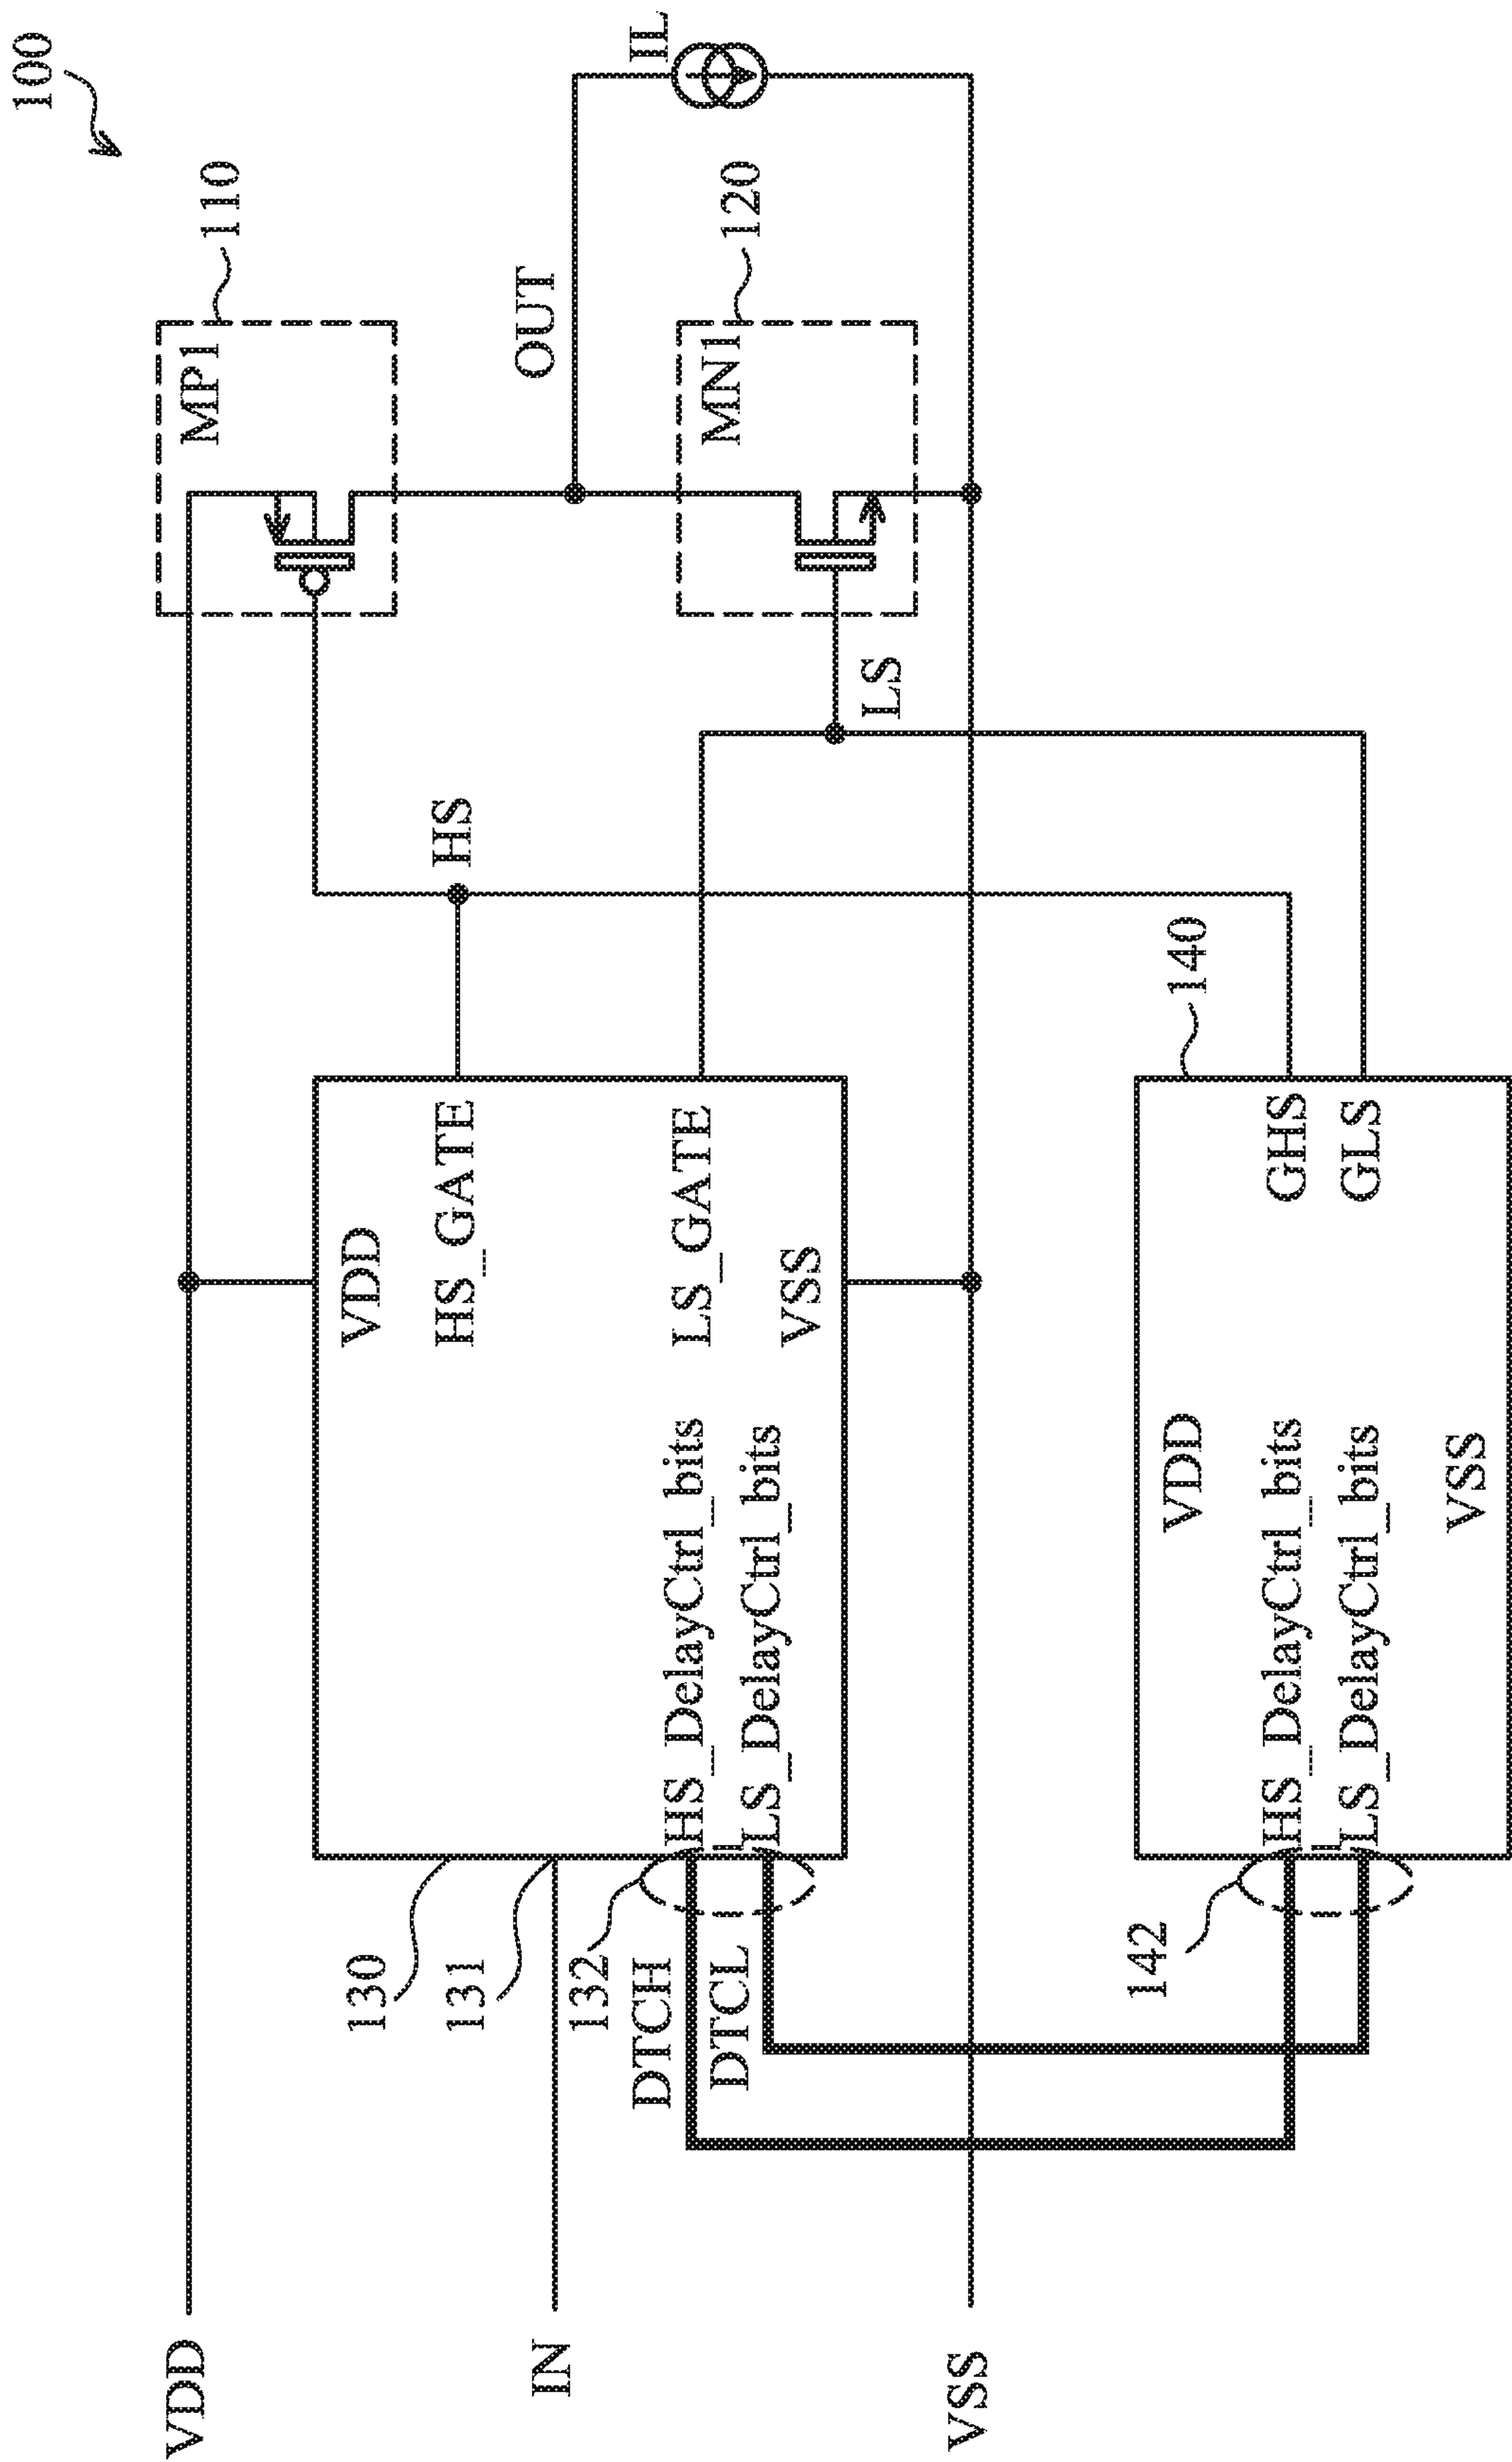 100
VDD
MP1
110
OUT
IL
MN1
120
HS
LS
130
VDD
HS_GATE
LS_GATE
VSS
IN
131
132
HS_DelayCtrl_bits
LS_DelayCtrl_bits
DTCH
DTCL
VSS
140
VDD
GHS
GLS
142
HS_DelayCtrl_bits
LS_DelayCtrl_bits
VSS